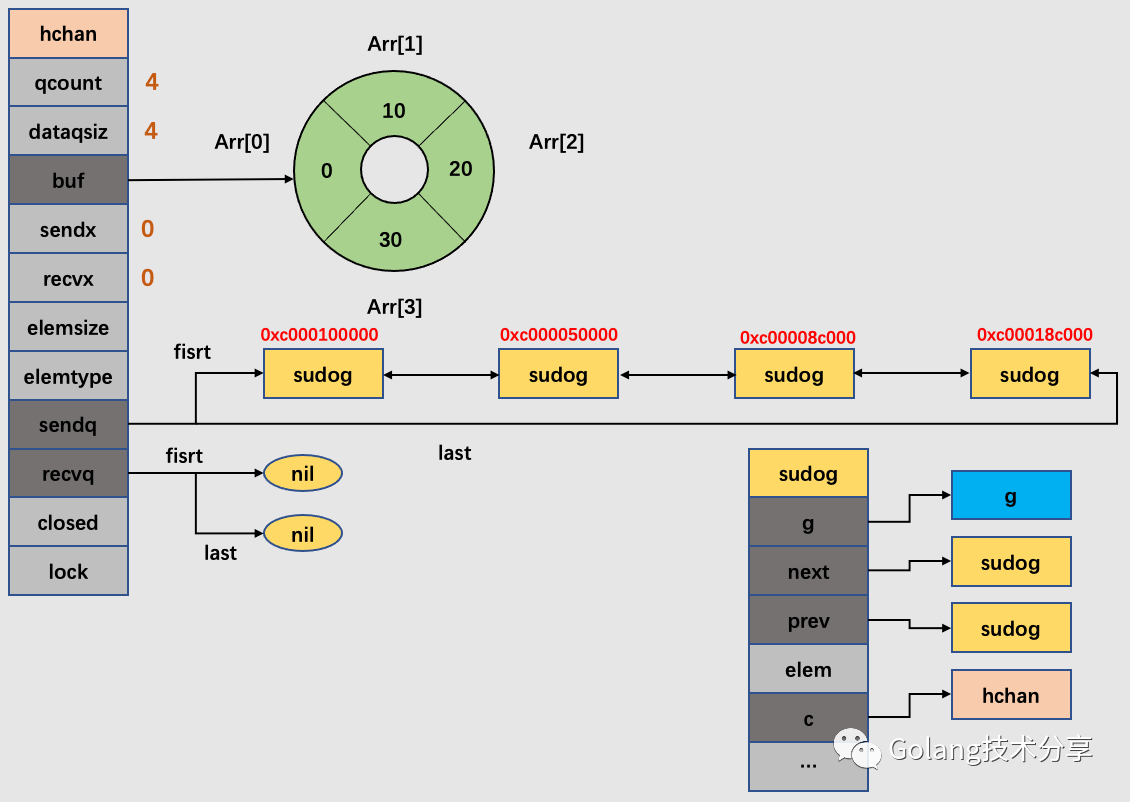 hchan
qcount 4
dataqsiz 4
buf
sendx 0
recvx 0
elemsize
elemtype
sendq
recvq
closed
lock
Arr[1]
Arr[0]
Arr[2]
Arr[3]
10
0
20
30
0xc000100000
0xc000050000
0xc00008c000
0xc00018c000
fisrt
sudog
sudog
sudog
sudog
last
fisrt
nil
nil
last
sudog
g
next
prev
elem
c
...
g
sudog
sudog
hchan
Golang技术分享